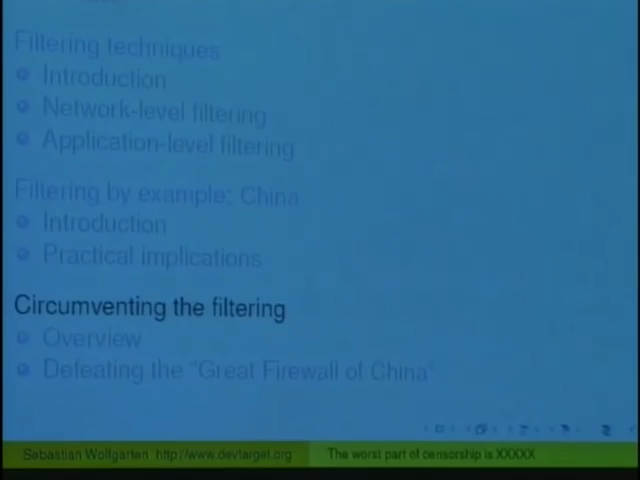 Filtering techniques
Introduction
Network-level filtering
Application-level filtering
Filtering by example: China
Introduction
Practical implications
Circumventing the filtering
Overview
Defeating the "Great Firewall of China"
Sebastian Wolfgarten http://www.devtarget.org
The worst part of censorship is XXXXX